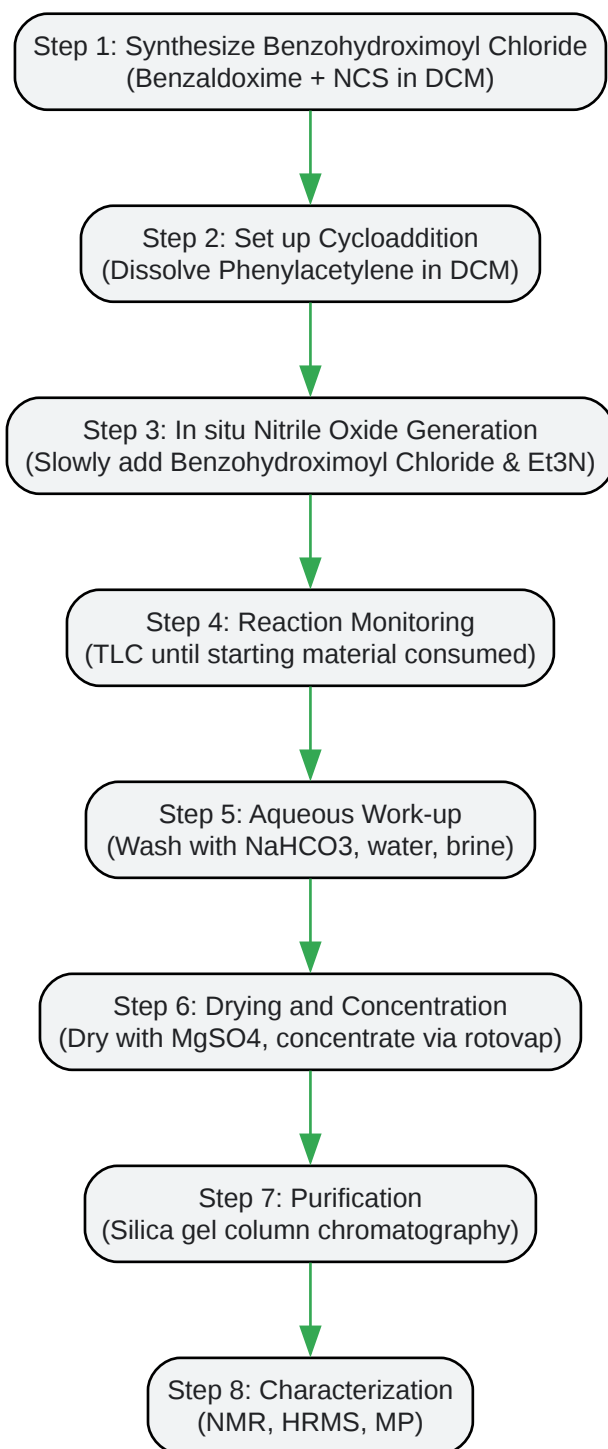 Step 1: Synthesize Benzohydroximoyl Chloride
(Benzaldoxime + NCS in DCM)
Step 2: Set up Cycloaddition
(Dissolve Phenylacetylene in DCM)
Step 3: In situ Nitrile Oxide Generation
(Slowly add Benzohydroximoyl Chloride & Et3N)
Step 4: Reaction Monitoring
(TLC until starting material consumed)
Step 5: Aqueous Work-up
(Wash with NaHCO3, water, brine)
Step 6: Drying and Concentration
(Dry with MgSO4, concentrate via rotovap)
Step 7: Purification
(Silica gel column chromatography)
Step 8: Characterization
(NMR, HRMS, MP)